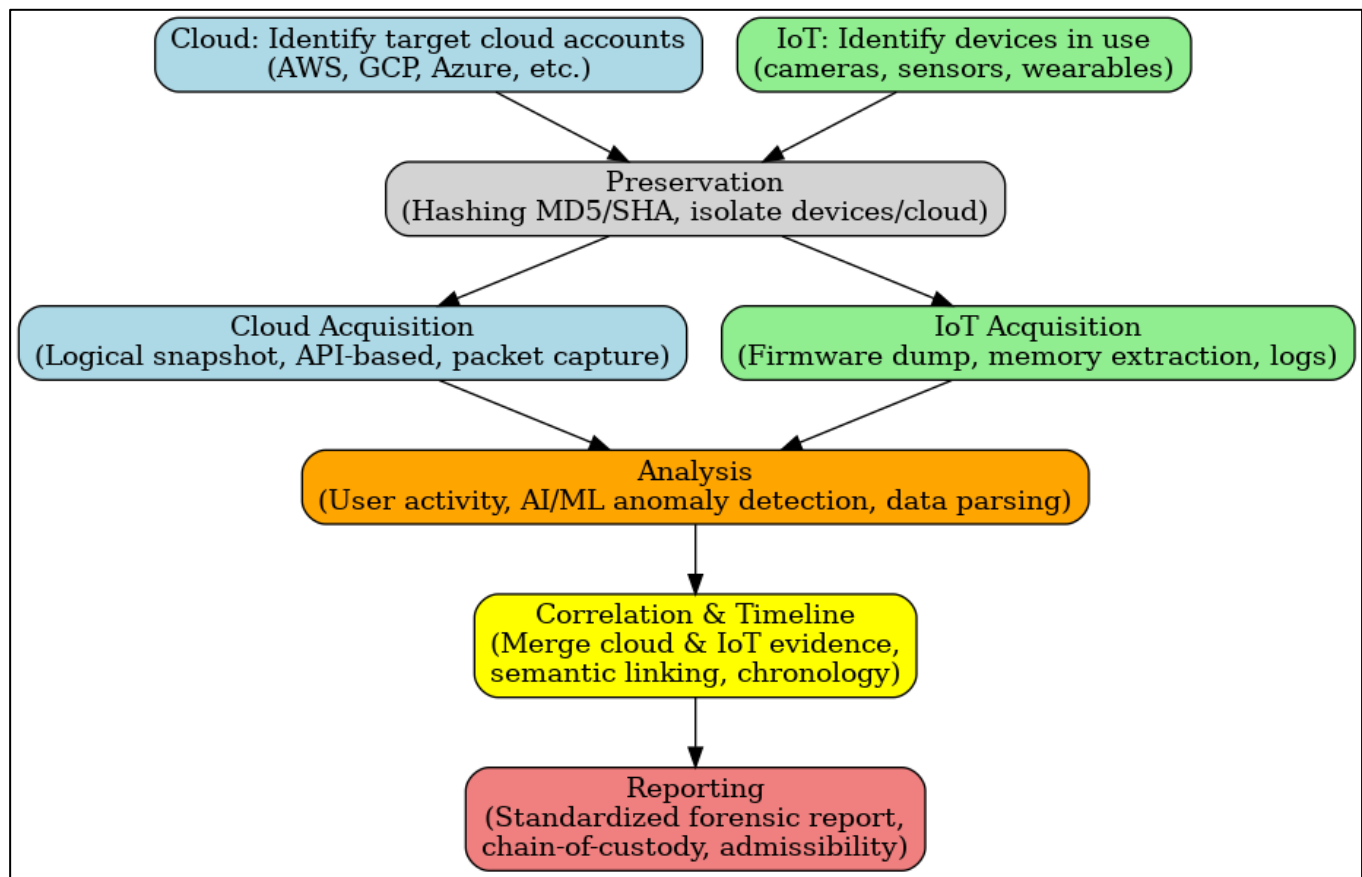 Cloud: Identify target cloud accounts
(AWS, GCP, Azure, etc.)
IoT: Identify devices in use
(cameras, sensors, wearables)
Preservation
(Hashing MD5/SHA, isolate devices/cloud)
Cloud Acquisition
(Logical snapshot, API-based, packet capture)
IoT Acquisition
(Firmware dump, memory extraction, logs)
Analysis
(User activity, AI/ML anomaly detection, data parsing)
Correlation & Timeline
(Merge cloud & IoT evidence,
semantic linking, chronology)
Reporting
(Standardized forensic report,
chain-of-custody, admissibility)